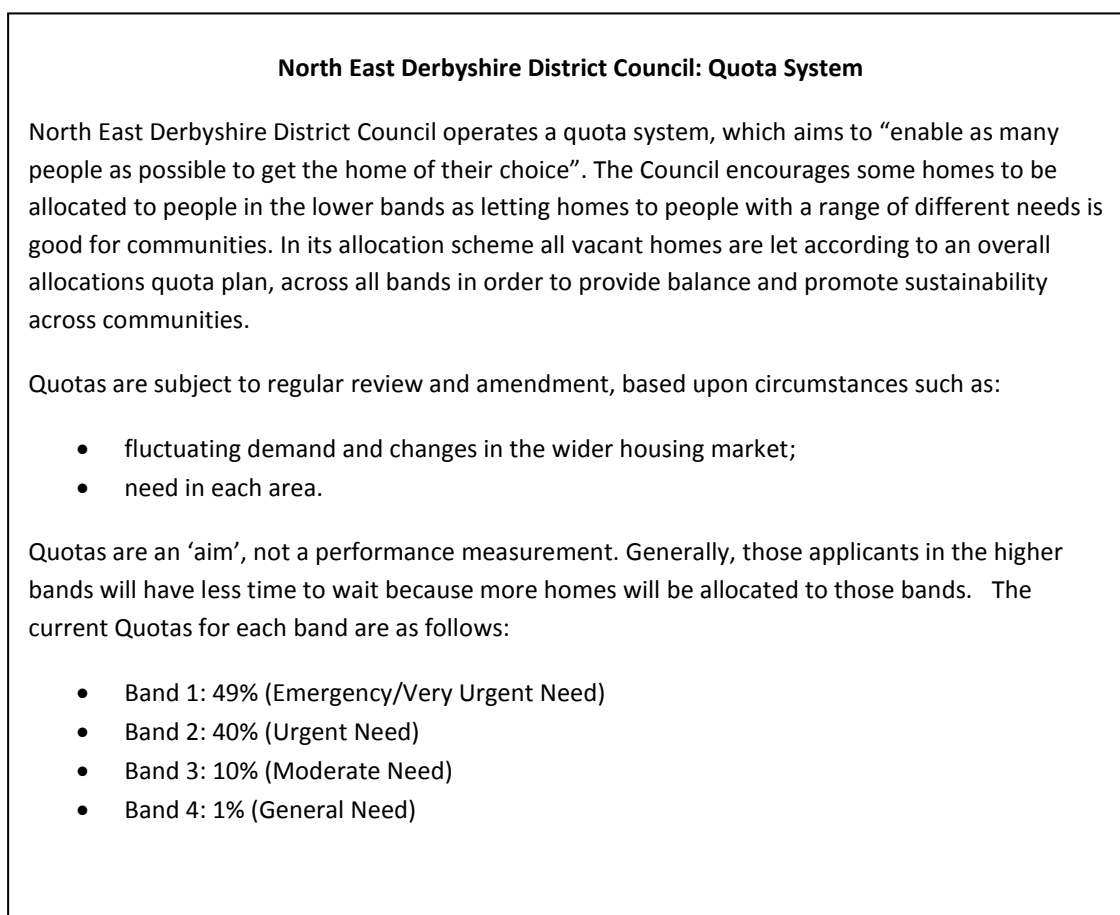 North East Derbyshire District Council: Quota System
North East Derbyshire District Council operates a quota system, which aims to “enable as many
people as possible to get the home of their choice”. The Council encourages some homes to be
allocated to people in the lower bands as letting homes to people with a range of different needs is
good for communities. In its allocation scheme all vacant homes are let according to an overall
allocations quota plan, across all bands in order to provide balance and promote sustainability
across communities.
Quotas are subject to regular review and amendment, based upon circumstances such as:
• fluctuating demand and changes in the wider housing market;
• need in each area.
Quotas are an ‘aim’, not a performance measurement. Generally, those applicants in the higher
bands will have less time to wait because more homes will be allocated to those bands. The
current Quotas for each band are as follows:
• Band 1: 49% (Emergency/Very Urgent Need)
• Band 2: 40% (Urgent Need)
• Band 3: 10% (Moderate Need)
• Band 4: 1% (General Need)